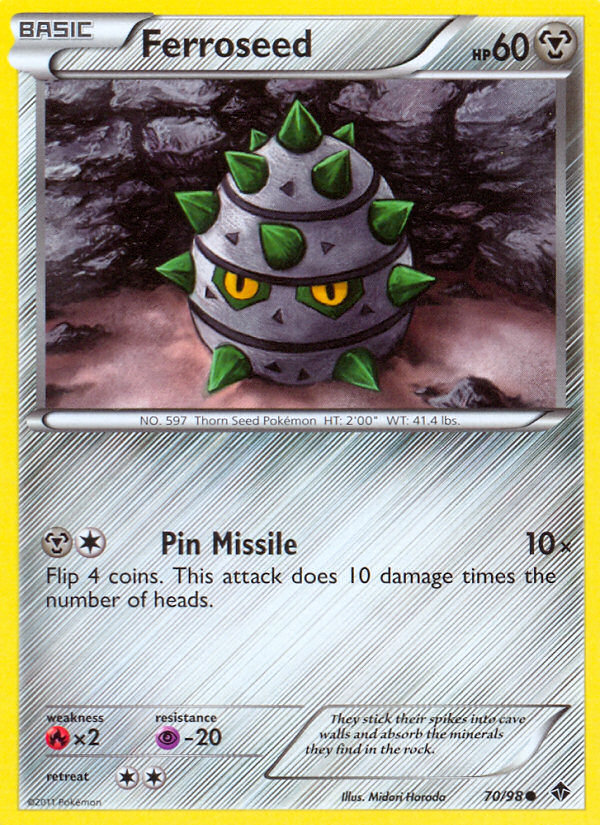 BASIC
Ferroseed
HP60
NO. 597 Thorn Seed Pokémon HT: 2'00" WT: 41.4 lbs.
Pin Missile 10×
Flip 4 coins. This attack does 10 damage times the
number of heads.
weakness
×2
resistance
-20
They stick their spikes into cave
walls and absorb the minerals
they find in the rock.
retreat
©2011 Pokémon
Illus. Midori Harada
70/98